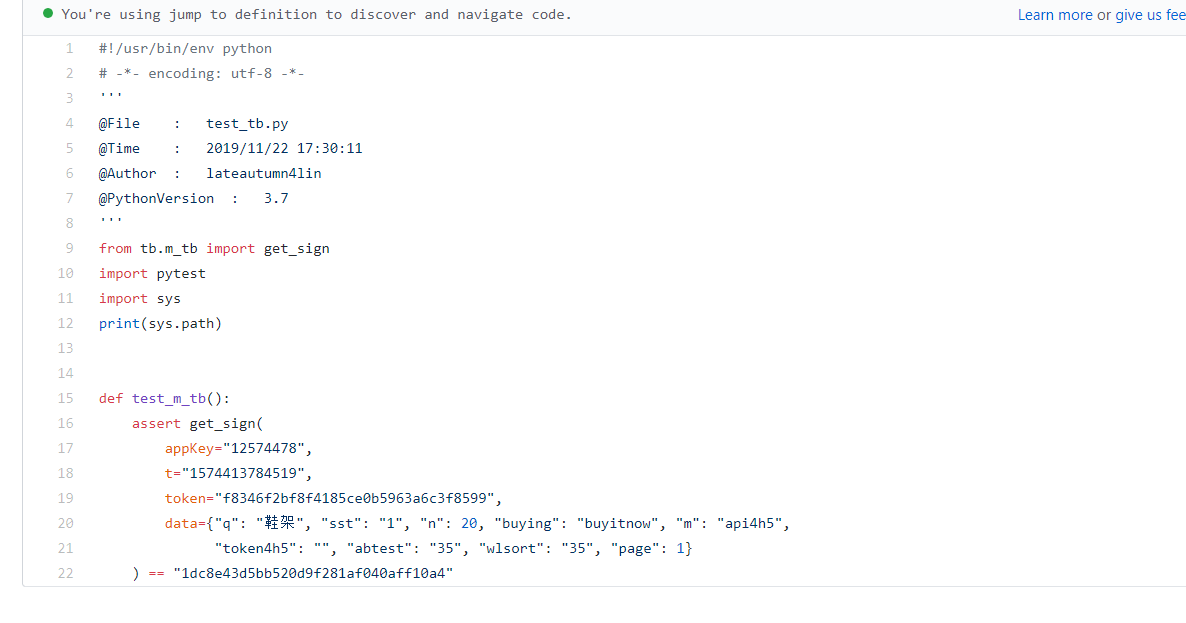 You're using jump to definition to discover and navigate code. Learn more or give us fee
1 #!/usr/bin/env python
2 # -*- encoding: utf-8 -*-
3 '''
4 @File    :   test_tb.py
5 @Time    :   2019/11/22 17:30:11
6 @Author  :   lateautumn4lin
7 @PythonVersion  :   3.7
8 '''
9 from tb.m_tb import get_sign
10 import pytest
11 import sys
12 print(sys.path)
13
14
15 def test_m_tb():
16     assert get_sign(
17         appKey="12574478",
18         t="1574413784519",
19         token="f8346f2bf8f4185ce0b5963a6c3f8599",
20         data={"q": "鞋架", "sst": "1", "n": 20, "buying": "buyitnow", "m": "api4h5",
21               "token4h5": "", "abtest": "35", "wlsort": "35", "page": 1}
22     ) == "1dc8e43d5bb520d9f281af040aff10a4"